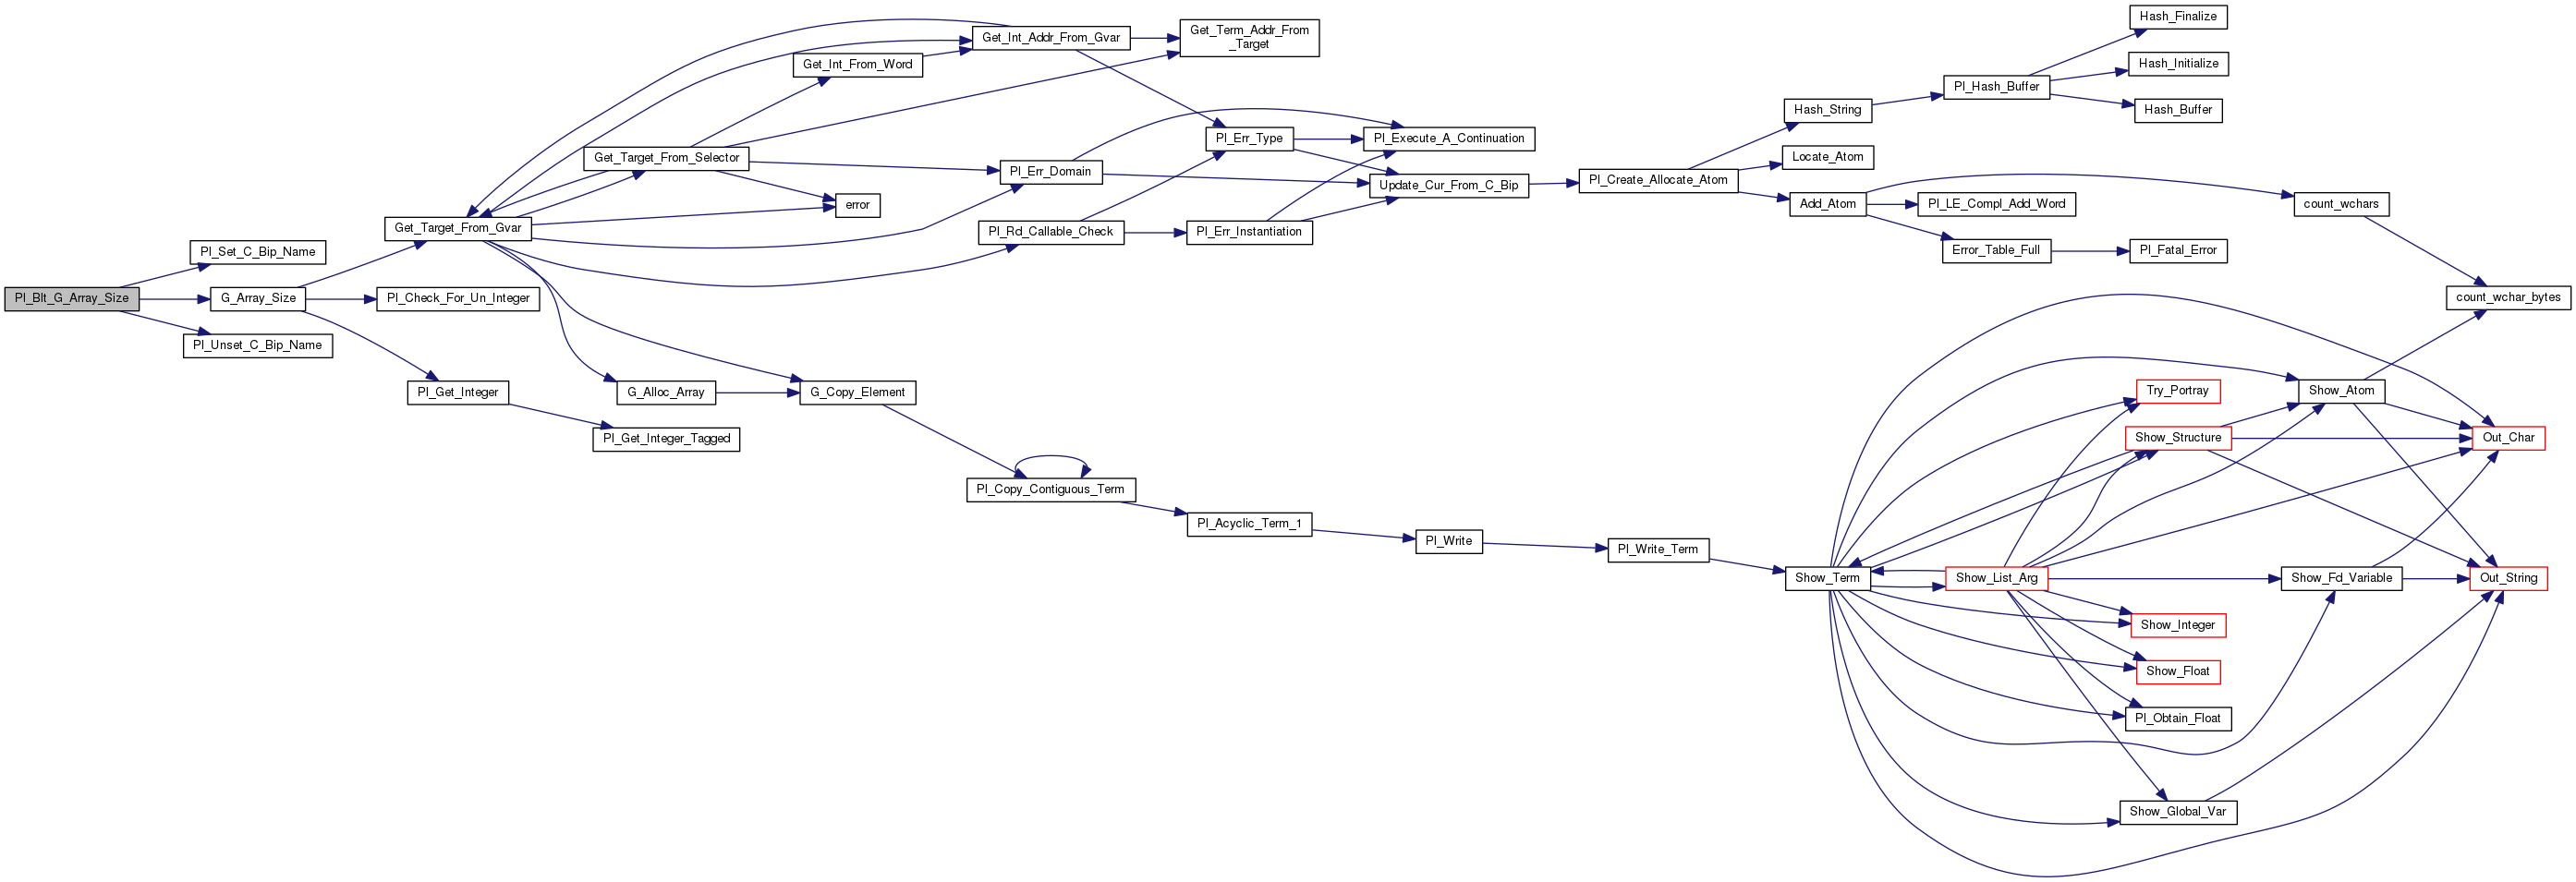 Pl_Blt_G_Array_Size
Pl_Set_C_Bip_Name
G_Array_Size
Pl_Unset_C_Bip_Name
Get_Target_From_Gvar
Pl_Check_For_Un_Integer
Pl_Get_Integer
Pl_Get_Integer_Tagged
Get_Target_From_Selector
G_Alloc_Array
Get_Int_From_Word
error
G_Copy_Element
Get_Int_Addr_From_Gvar
Pl_Err_Domain
Pl_Rd_Callable_Check
Pl_Copy_Contiguous_Term
Get_Term_Addr_From
_Target
Pl_Err_Type
Pl_Err_Instantiation
Pl_Acyclic_Term_1
Pl_Execute_A_Continuation
Update_Cur_From_C_Bip
Pl_Write
Pl_Create_Allocate_Atom
Pl_Write_Term
Hash_String
Locate_Atom
Add_Atom
Show_Term
Pl_Hash_Buffer
Pl_LE_Compl_Add_Word
Error_Table_Full
Show_List_Arg
Hash_Finalize
Hash_Initialize
Hash_Buffer
Pl_Fatal_Error
Try_Portray
Show_Structure
Show_Integer
Show_Float
Pl_Obtain_Float
Show_Global_Var
count_wchars
Show_Atom
Show_Fd_Variable
count_wchar_bytes
Out_Char
Out_String